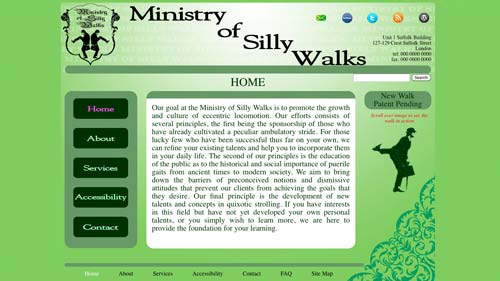 Ministry of Silly Walks
Ministry
of
Silly
Walks
Unit 1 Suffolk Building
127-129 Crest Suffolk Street
London
tel: 000 0000 0000
fax: 000 0000 0000
HOME
Search
Home
About
Services
Accessibility
Contact
Our goal at the Ministry of Silly Walks is to promote the growth
and culture of eccentric locomotion. Our efforts consists of
several principles, the first being the sponsorship of those who
have already cultivated a peculiar ambulatory stride. For those
lucky few who have been successful thus far on your own, we
can refine your existing talents and help you to incorporate them
in your daily life. The second of our principles is the education
of the public as to the historical and social importance of puerile
gaits from ancient times to modern society. We aim to bring
down the barriers of preconceived notions and dismissive
attitudes that prevent our clients from achieving the goals that
they desire. Our final principle is the development of new
talents and concepts in quixotic strolling. If you have interests
in this field but have not yet developed your own personal
talents, or you simply wish to learn more, we are here to
provide the foundation for your learning.
New Walk
Patent Pending
Scroll over image to see the
walk in action
Home About Services Accessibility Contact FAQ Site Map